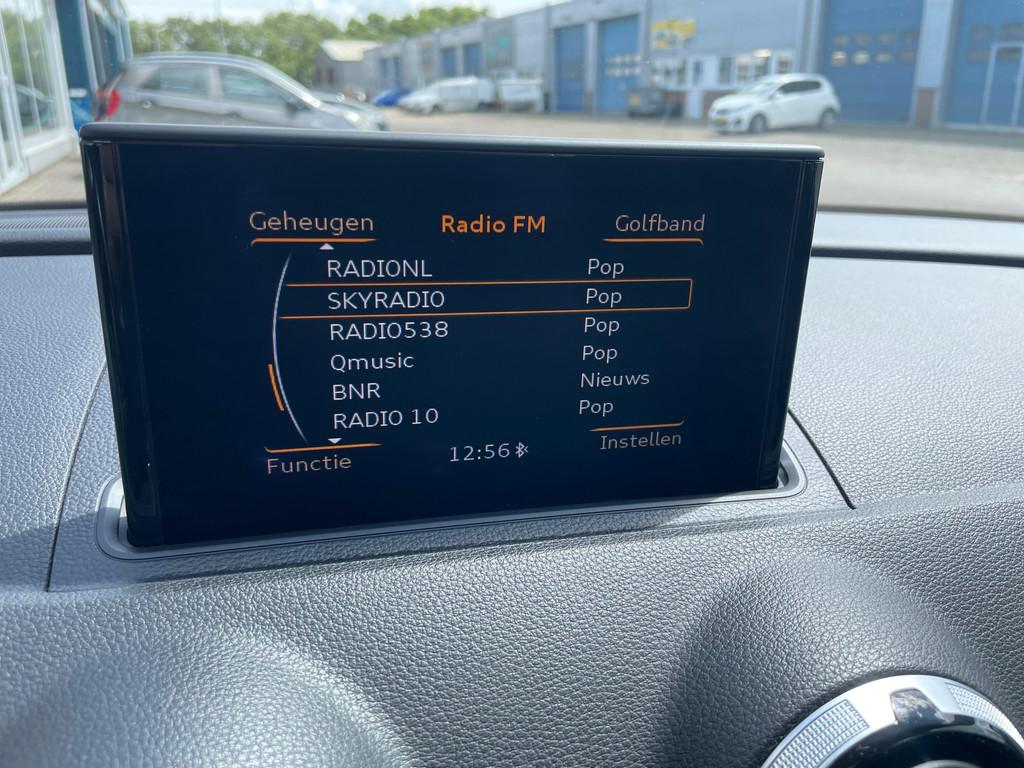 Geheugen Radio FM Golfband
RADIONL Pop
SKYRADIO Pop
RADIO538 Pop
Qmusic Pop
BNR Nieuws
RADIO 10 Pop
Functie 12:56 Instellen